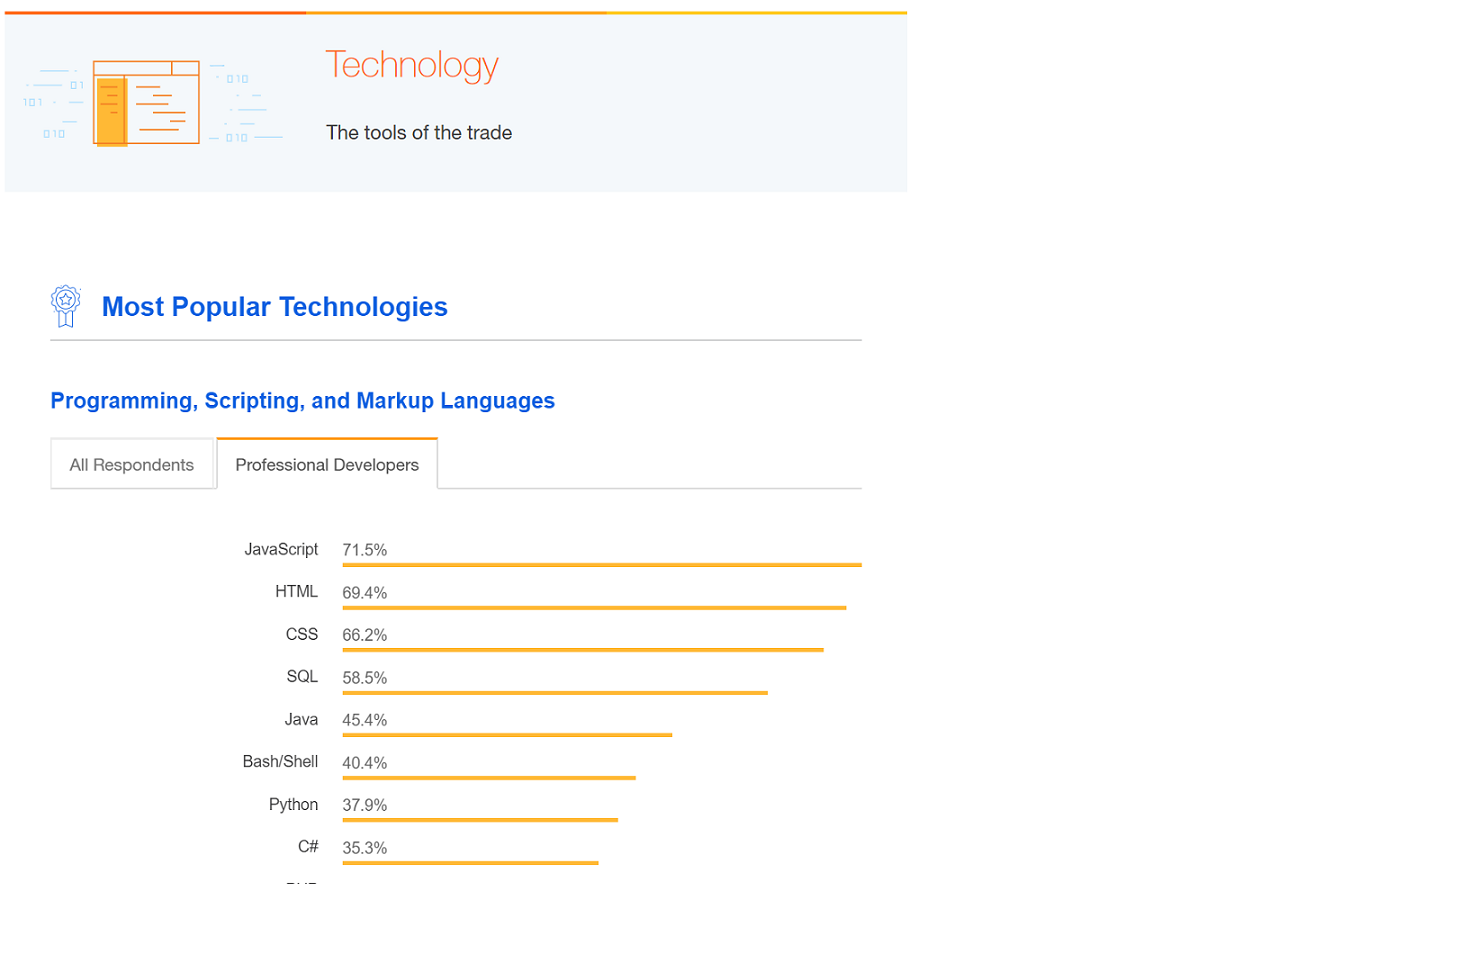 Technology
The tools of the trade
01
101
010
010
010
Most Popular Technologies
Programming, Scripting, and Markup Languages
All Respondents Professional Developers
JavaScript 71.5%
HTML 69.4%
CSS 66.2%
SQL 58.5%
Java 45.4%
Bash/Shell 40.4%
Python 37.9%
C# 35.3%